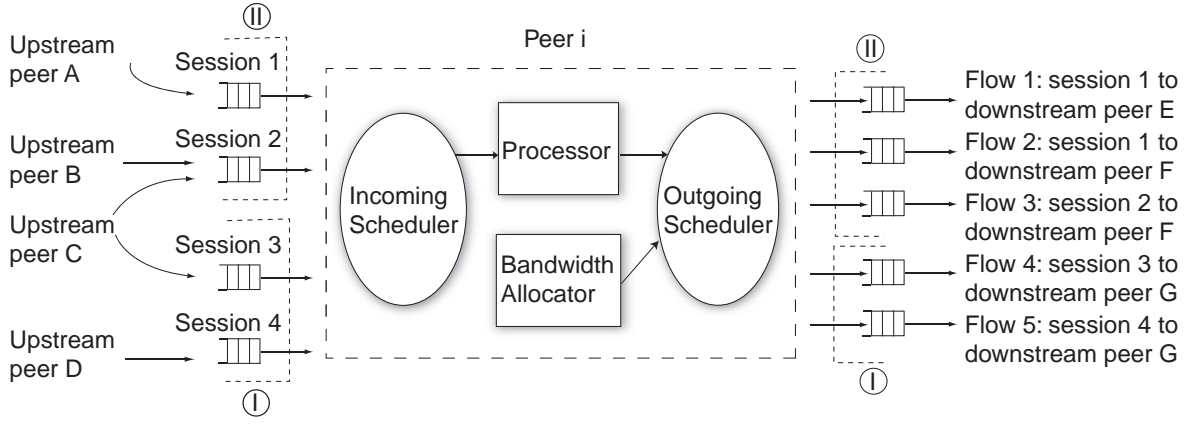 Ⅱ
Upstream
peer A
Session 1
Upstream
peer B
Session 2
Upstream
peer C
Session 3
Upstream
peer D
Session 4
Ⅰ
Peer i
Incoming
Scheduler
Processor
Bandwidth
Allocator
Outgoing
Scheduler
Ⅱ
Flow 1: session 1 to
downstream peer E
Flow 2: session 1 to
downstream peer F
Flow 3: session 2 to
downstream peer F
Flow 4: session 3 to
downstream peer G
Flow 5: session 4 to
downstream peer G
Ⅰ